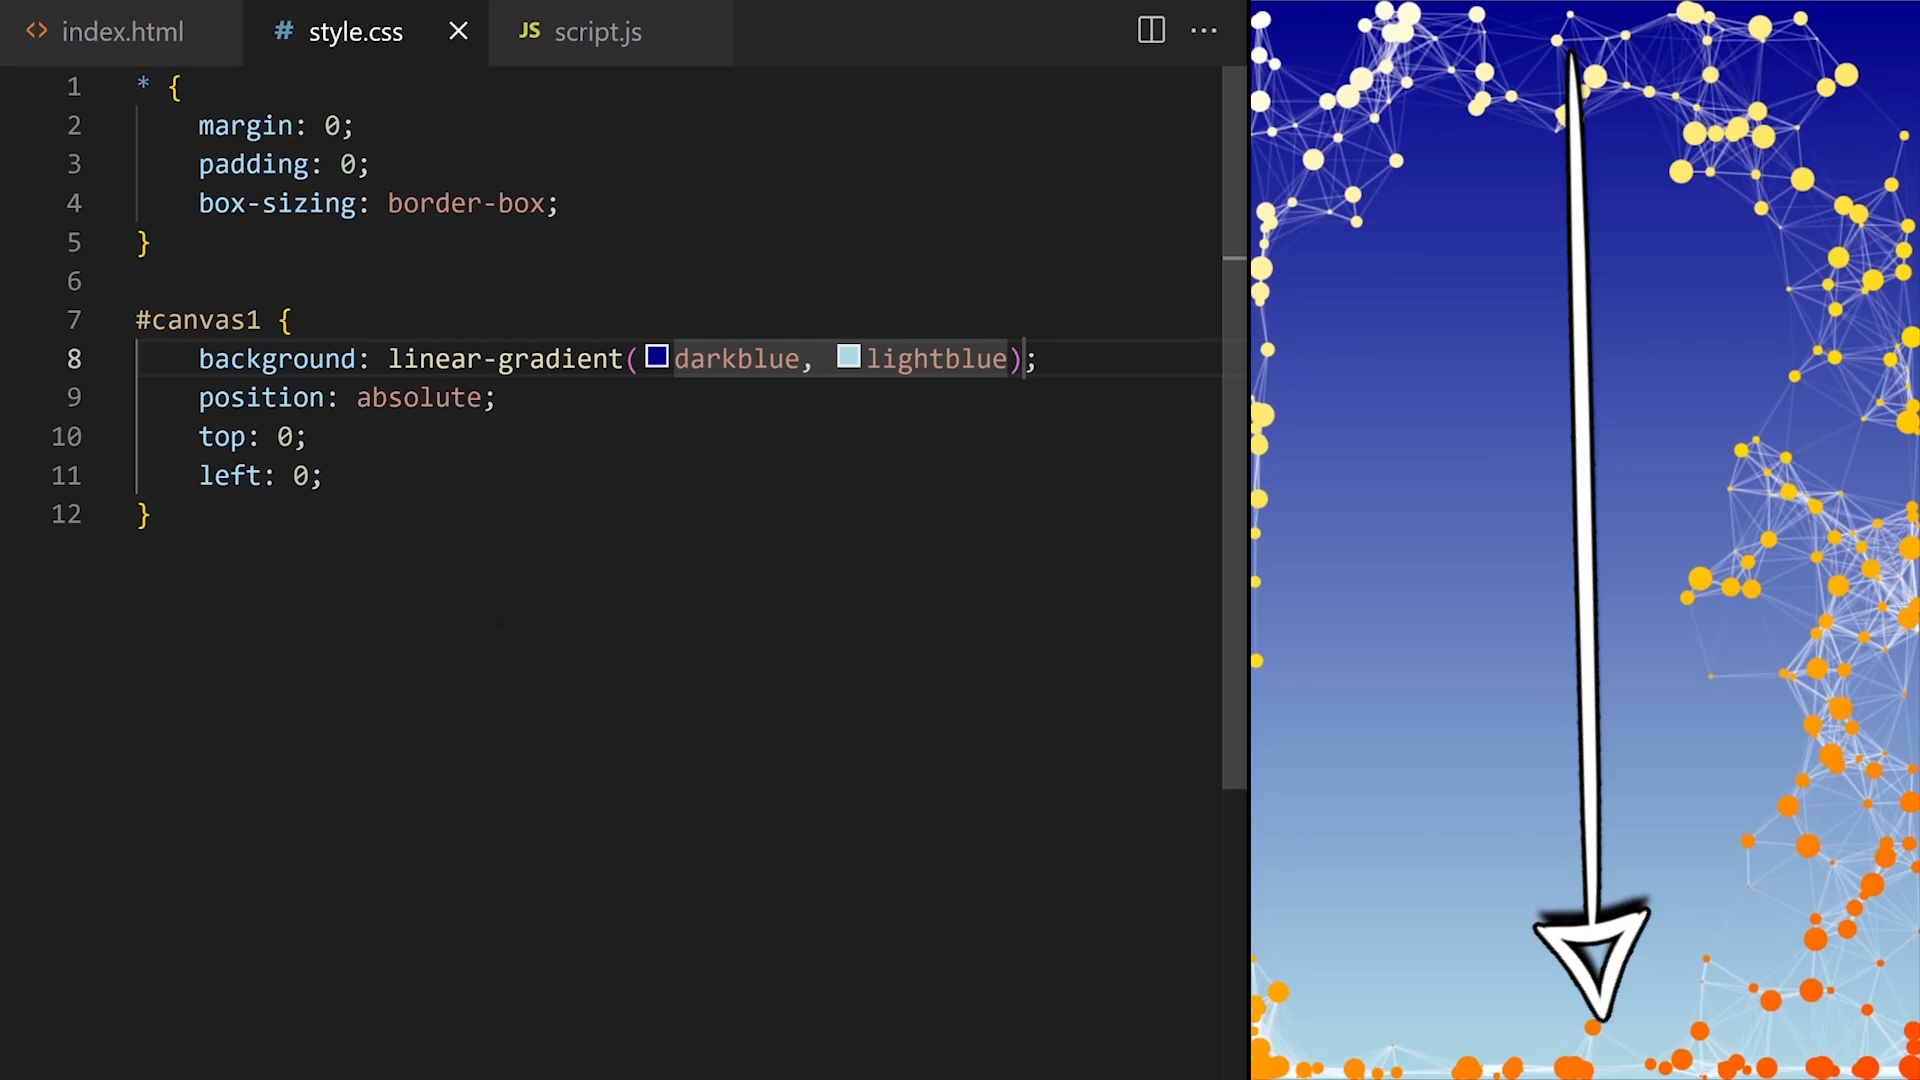 index.html
style.css
JS script.js
1 * {
2 margin: 0;
3 padding: 0;
4 box-sizing: border-box;
5 }
6
7 #canvas1 {
8 background: linear-gradient(darkblue, lightblue);
9 position: absolute;
10 top: 0;
11 left: 0;
12 }